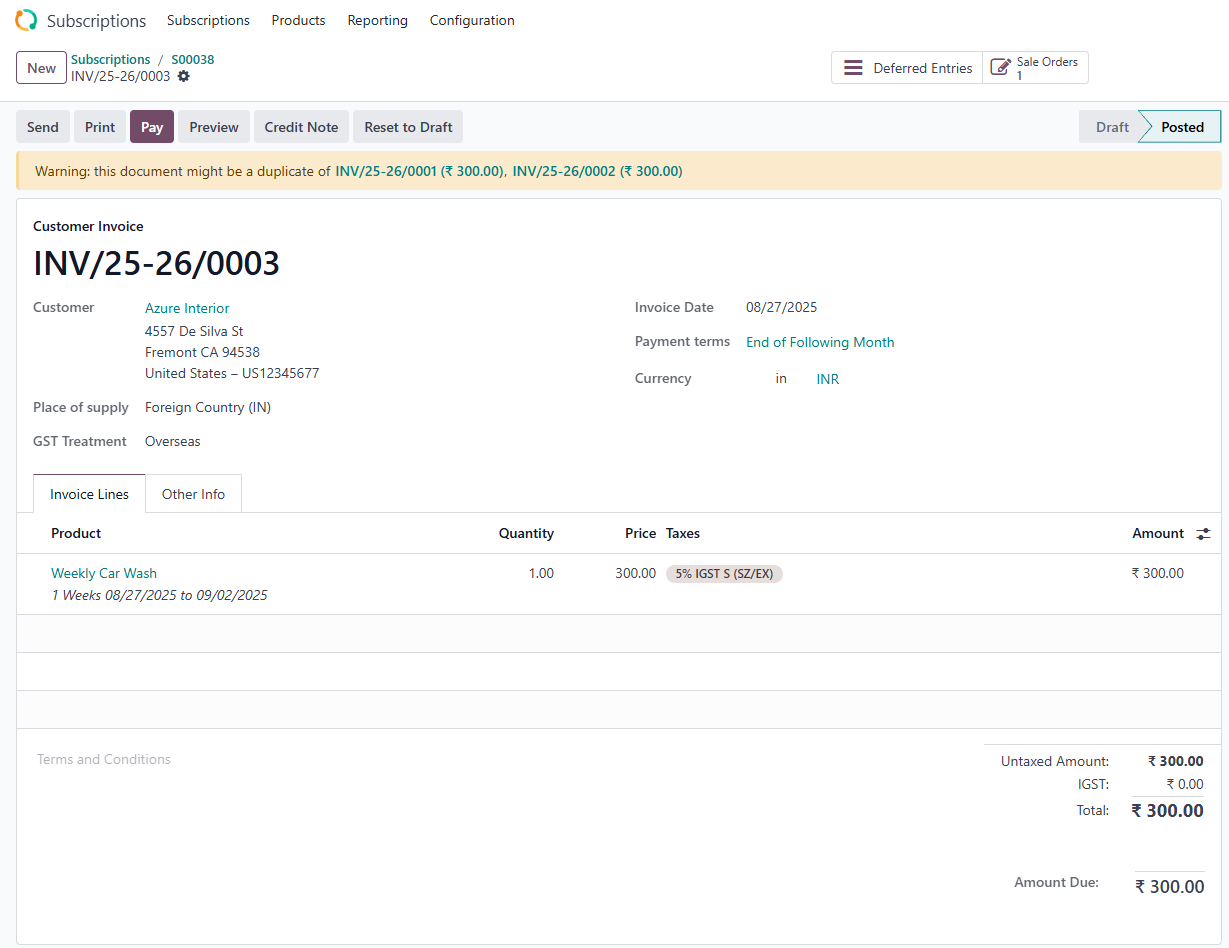 Subscriptions Subscriptions Products Reporting Configuration
New Subscriptions / S00038
INV/25-26/0003
Deferred Entries
Sale Orders
1
Send Print Pay Preview Credit Note Reset to Draft Draft Posted
Warning: this document might be a duplicate of INV/25-26/0001 (₹ 300.00), INV/25-26/0002 (₹ 300.00)
Customer Invoice
INV/25-26/0003
Customer Azure Interior
4557 De Silva St
Fremont CA 94538
United States – US12345677
Place of supply Foreign Country (IN)
GST Treatment Overseas
Invoice Date 08/27/2025
Payment terms End of Following Month
Currency in INR
Invoice Lines Other Info
Product Quantity Price Taxes Amount
Weekly Car Wash 1.00 300.00 5% IGST S (SZ/EX) ₹ 300.00
1 Weeks 08/27/2025 to 09/02/2025
Terms and Conditions
Untaxed Amount: ₹ 300.00
IGST: ₹ 0.00
Total: ₹ 300.00
Amount Due: ₹ 300.00